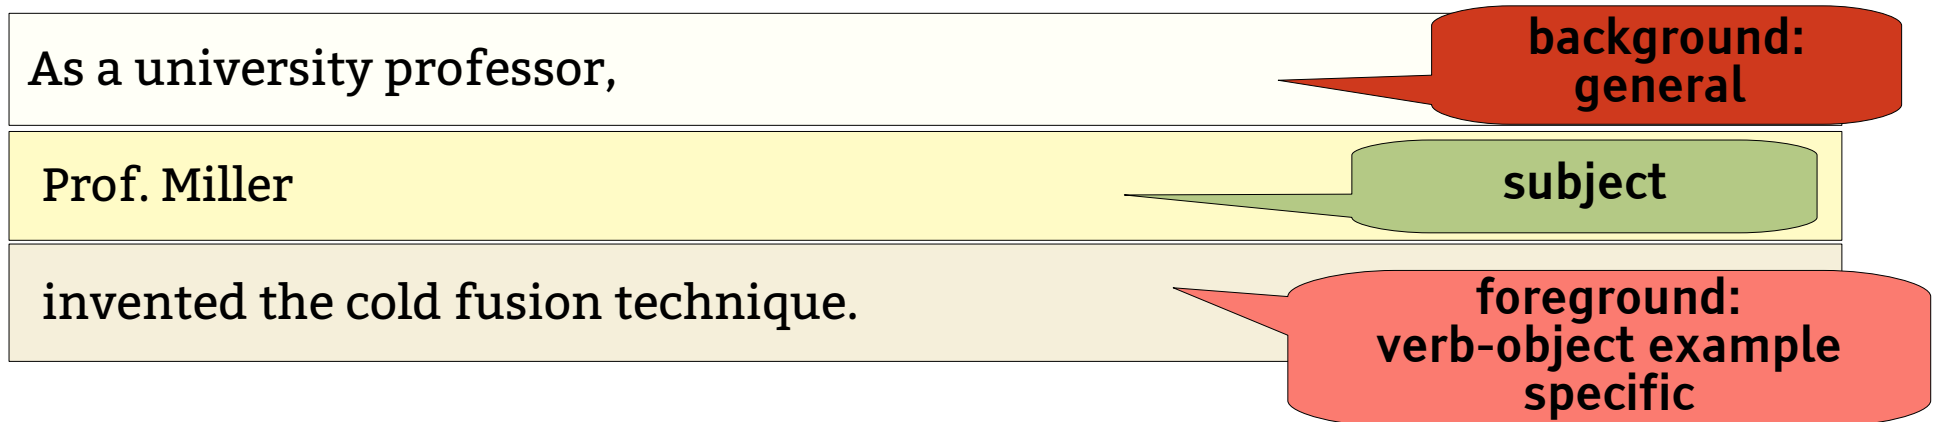 As a university professor,
background:
general
Prof. Miller
subject
invented the cold fusion technique.
foreground:
verb-object example
specific